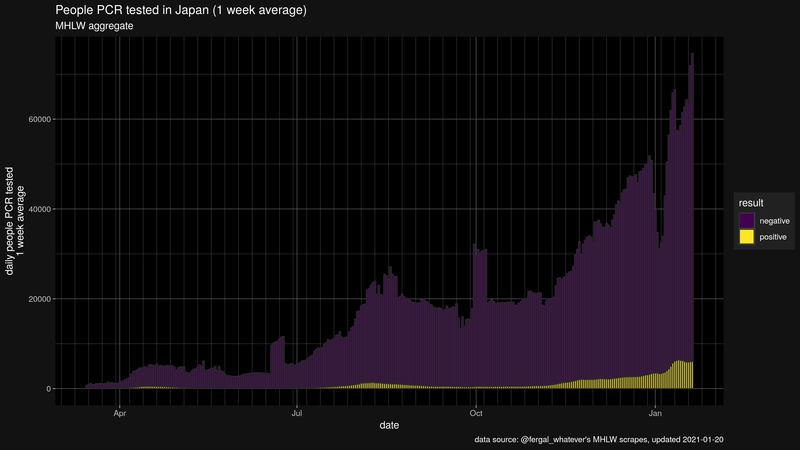 People PCR tested in Japan (1 week average)
MHLW aggregate
daily people PCR tested
1 week average
60000
40000
20000
0
Apr
Jul
Oct
Jan
date
result
negative
positive
data source: @fergal_whatever's MHLW scrapes, updated 2021-01-20